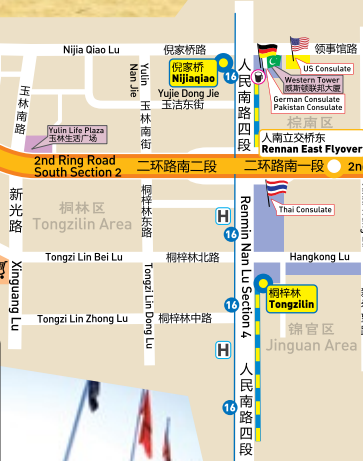 Nijia Qiao Lu
倪家桥路
领事馆路
人民南路四段
倪家桥
Nijiaqiao
16
US Consulate
Western Tower
威斯顿联邦大厦
German Consulate
Pakistan Consulate
Yulin Nan Jie
玉林南街
Yujie Dong Jie
玉洁东街
棕南区
玉林南路
Yulin Life Plaza
玉林生活广场
人南立交桥东
Rennan East Flyover
2nd Ring Road
South Section 2
二环路南二段
二环路南一段
2n
新光路
Xinguang Lu
桐林区
Tongzilin Area
桐梓林东路
Tongzi Lin Dong Lu
H
16
Renmin Nan Lu Section 4
Thai Consulate
Tongzi Lin Bei Lu
桐梓林北路
Hangkong Lu
桐梓林
Tongzilin
16
Tongzi Lin Zhong Lu
桐梓林中路
锦官区
Jinguan Area
H
人民南路四段
16